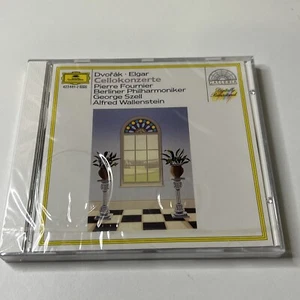 Dvořák · Elgar
Cellokonzerte
Pierre Fournier
Berliner Philharmoniker
George Szell
Alfred Wallenstein